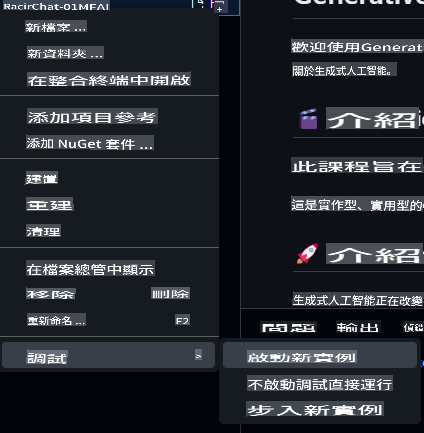 BacirChat-01MEAI
新檔案 ...
新資料夾 ...
在整合終端中開啟
添加項目參考
添加 NuGet 套件 ...
建置
重建
清理
在檔案總管中顯示
移除 刪除
重新命名 ... F2
調試 >
啟動新實例
不啟動調試直接運行
步入新實例
歡迎使用Generat
關於生成式人工智能。
介紹
此課程旨在
這是實作型、實用型的
介紹
生成式人工智能正在改變
問題 輸出 偵錯